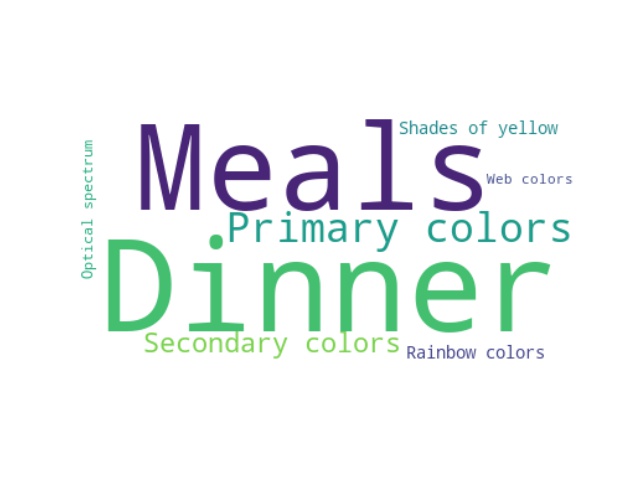 Meals
Shades of yellow
Web colors
Primary colors
Optical spectrum
Dinner
Secondary colors
Rainbow colors